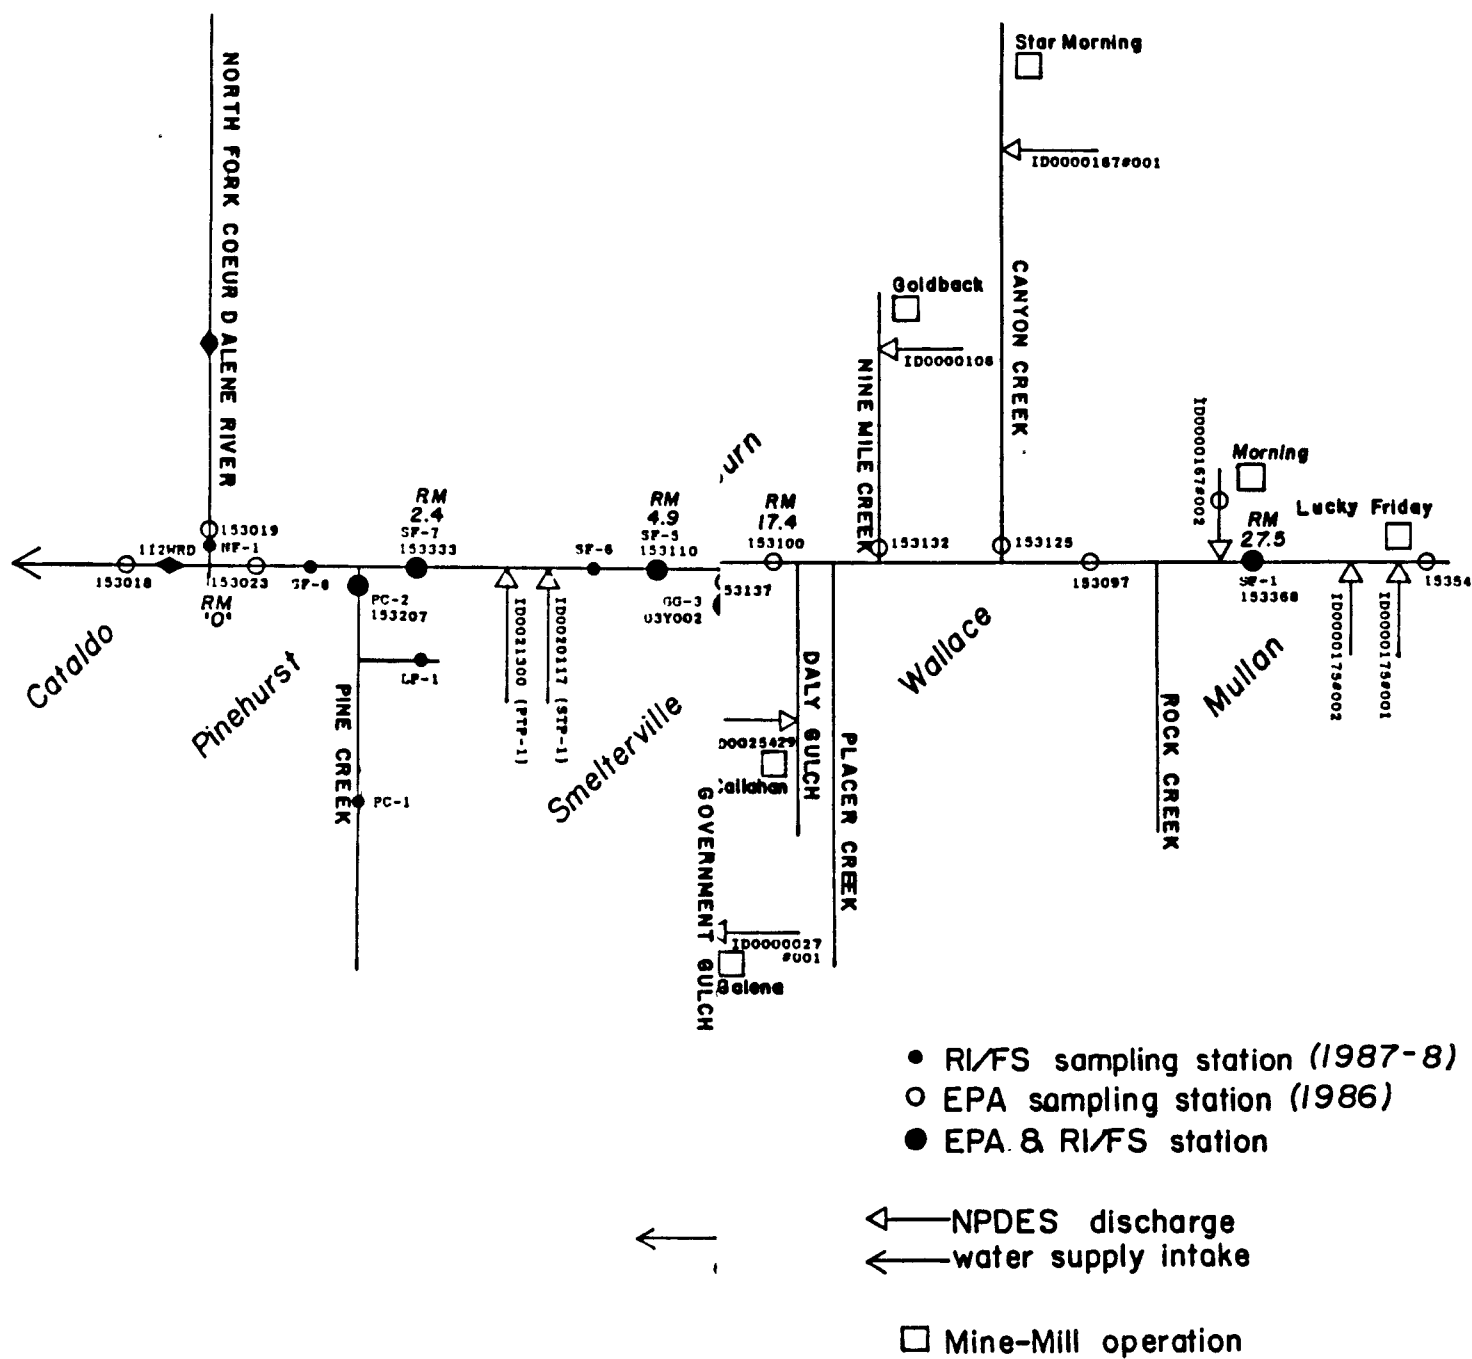 Star Morning
ID0000167#001
NORTH FORK COEUR D ALENE RIVER
CANYON CREEK
Goldback
ID0000106
NINE MILE CREEK
ID0000167#002
Morning
Lucky Friday
RM
2.4
SF-7
153333
RM
4.9
SF-5
153110
RM
17.4
153100
RM
27.5
SF-1
153368
153019
NF-1
112WRD
153018
153023
RM
"0"
SF-6
153132
153125
153097
153137
GG-3
03Y002
PC-2
153207
LP-1
PC-1
ID0021300 (PTP-1)
ID0020117 (STP-1)
ID0000175#002
ID0000175#001
Cataldo
Pinehurst
Smelterville
Wallace
Mullan
PINE CREEK
DALY GULCH
PLACER CREEK
ROCK CREEK
GOVERNMENT GULCH
ID0000027
#001
Galena
RI/FS sampling station (1987-8)
EPA sampling station (1986)
EPA & RI/FS station
NPDES discharge
water supply intake
Mine-Mill operation